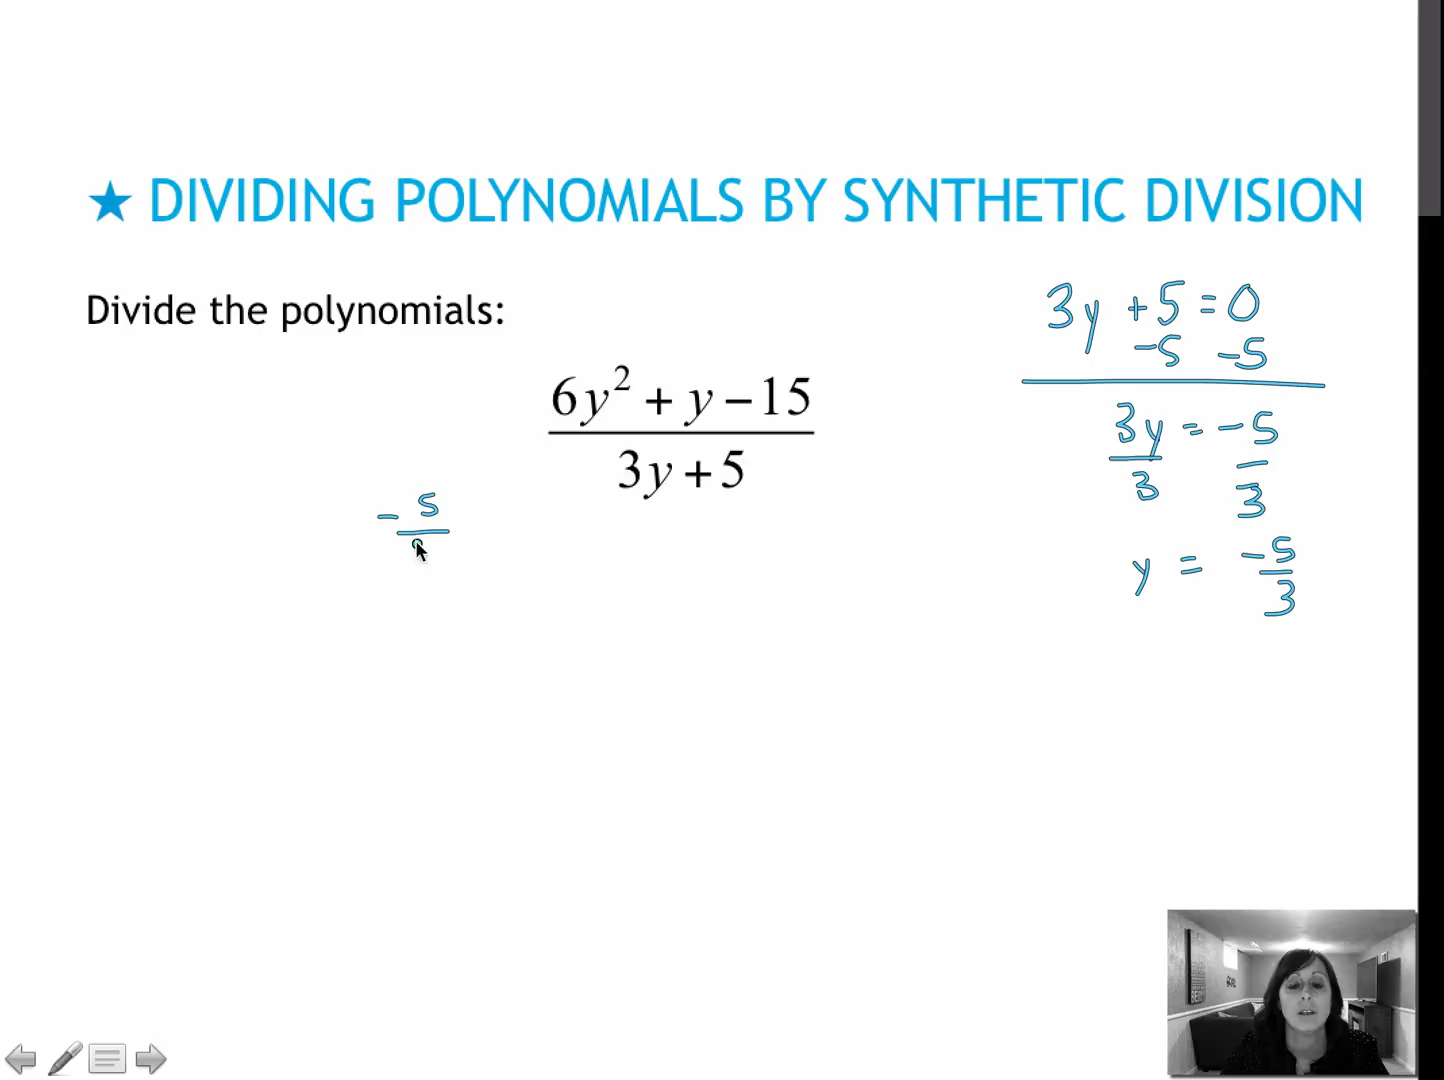 ★ DIVIDING POLYNOMIALS BY SYNTHETIC DIVISION
Divide the polynomials:
6y² + y − 15
3y + 5
3y + 5 = 0
−5 −5
3y = −5
3 3
y = −5
3
− 5